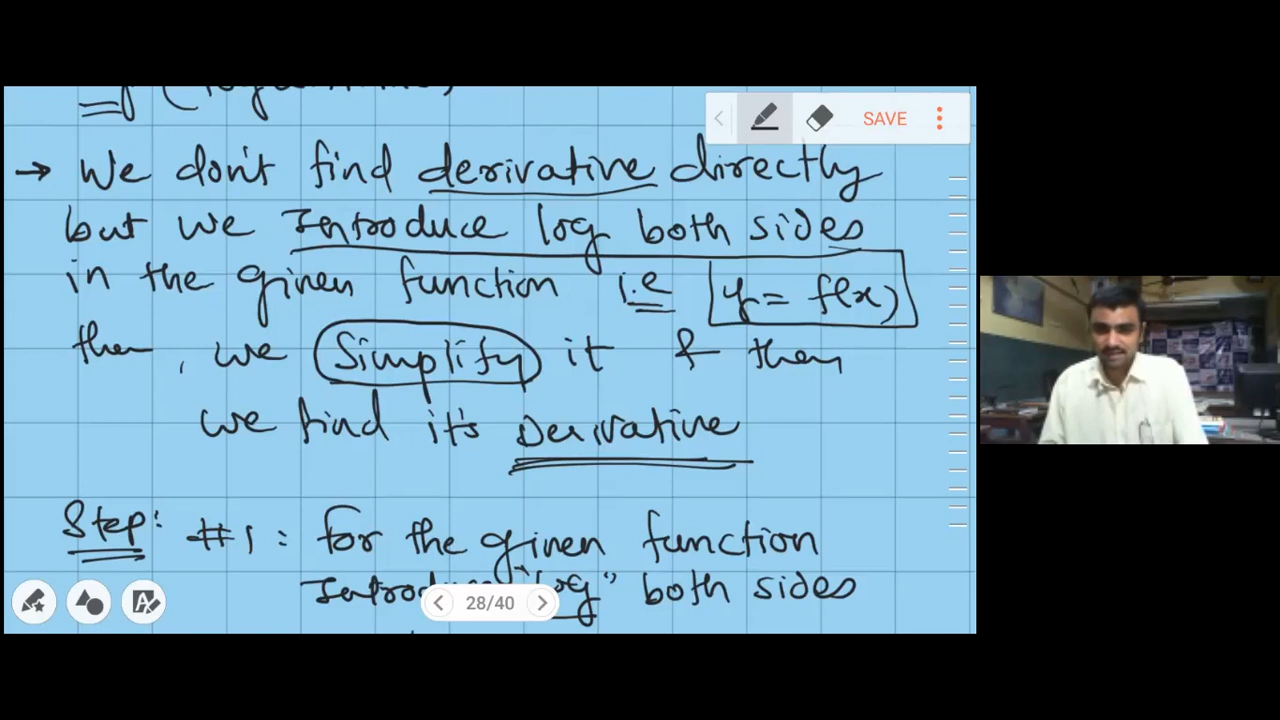 SAVE
→ We don't find derivative directly
but we Introduce log both sides
in the given function i.e y = f(x)
then, we Simplify it & then
we find it's Derivative
Step: #1 : for the given function
"log" both sides
28/40